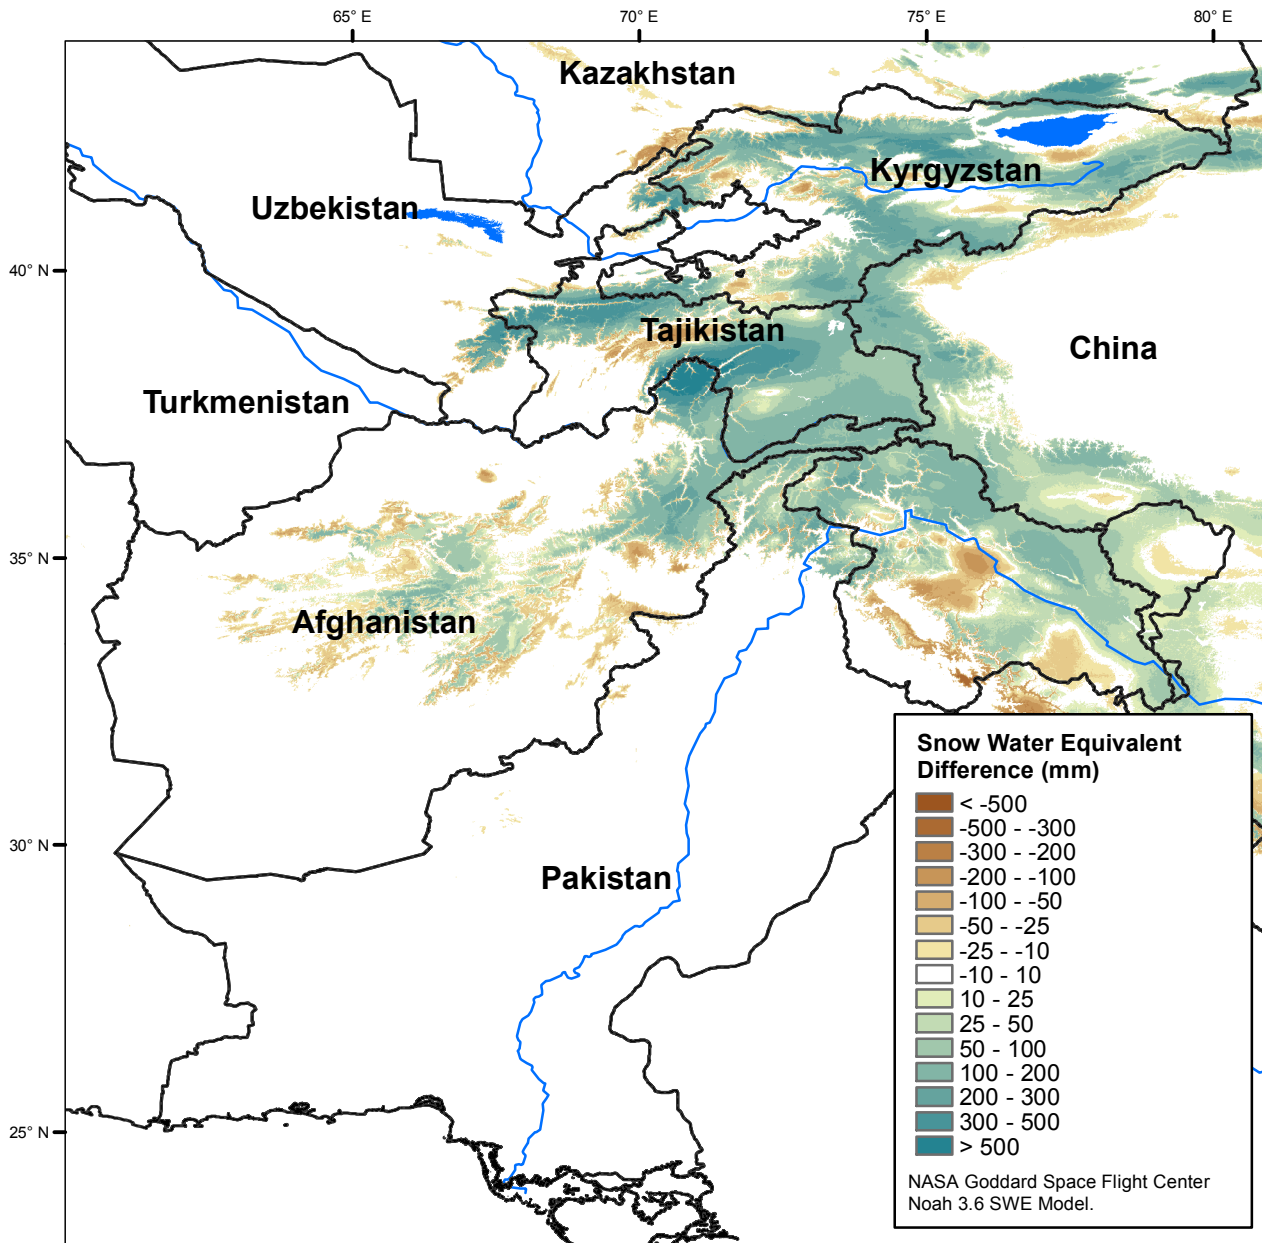 65° E
70° E
75° E
80° E
Kazakhstan
Kyrgyzstan
Uzbekistan
40° N
Tajikistan
China
Turkmenistan
35° N
Afghanistan
30° N
Pakistan
25° N
Snow Water Equivalent
Difference (mm)
< -500
-500 - -300
-300 - -200
-200 - -100
-100 - -50
-50 - -25
-25 - -10
-10 - 10
10 - 25
25 - 50
50 - 100
100 - 200
200 - 300
300 - 500
> 500
NASA Goddard Space Flight Center
Noah 3.6 SWE Model.